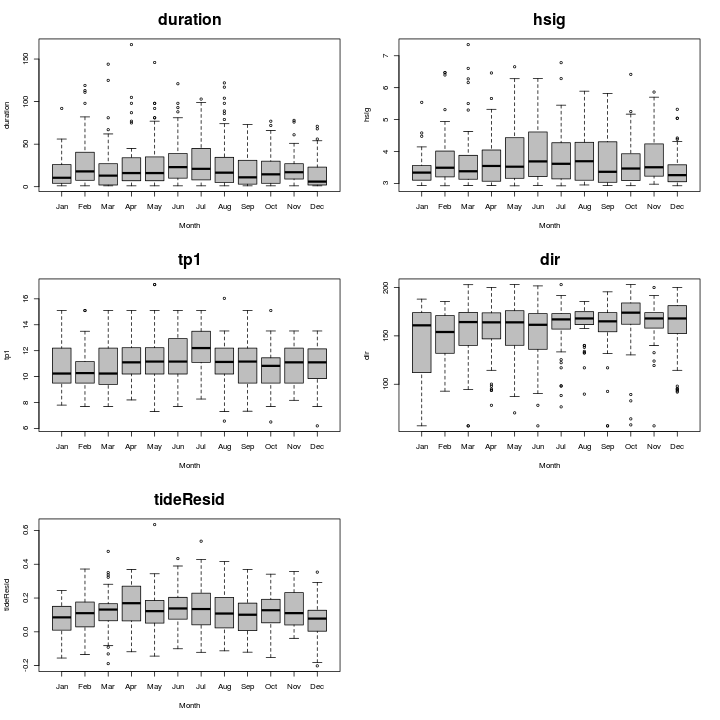 duration
duration
150
100
50
0
Jan Feb Mar Apr May Jun Jul Aug Sep Oct Nov Dec
Month
hsig
hsig
7
6
5
4
3
Jan Feb Mar Apr May Jun Jul Aug Sep Oct Nov Dec
Month
tp1
tp1
16
14
12
10
8
6
Jan Feb Mar Apr May Jun Jul Aug Sep Oct Nov Dec
Month
dir
dir
200
150
100
Jan Feb Mar Apr May Jun Jul Aug Sep Oct Nov Dec
Month
tideResid
tideResid
0.6
0.4
0.2
0.0
-0.2
Jan Feb Mar Apr May Jun Jul Aug Sep Oct Nov Dec
Month